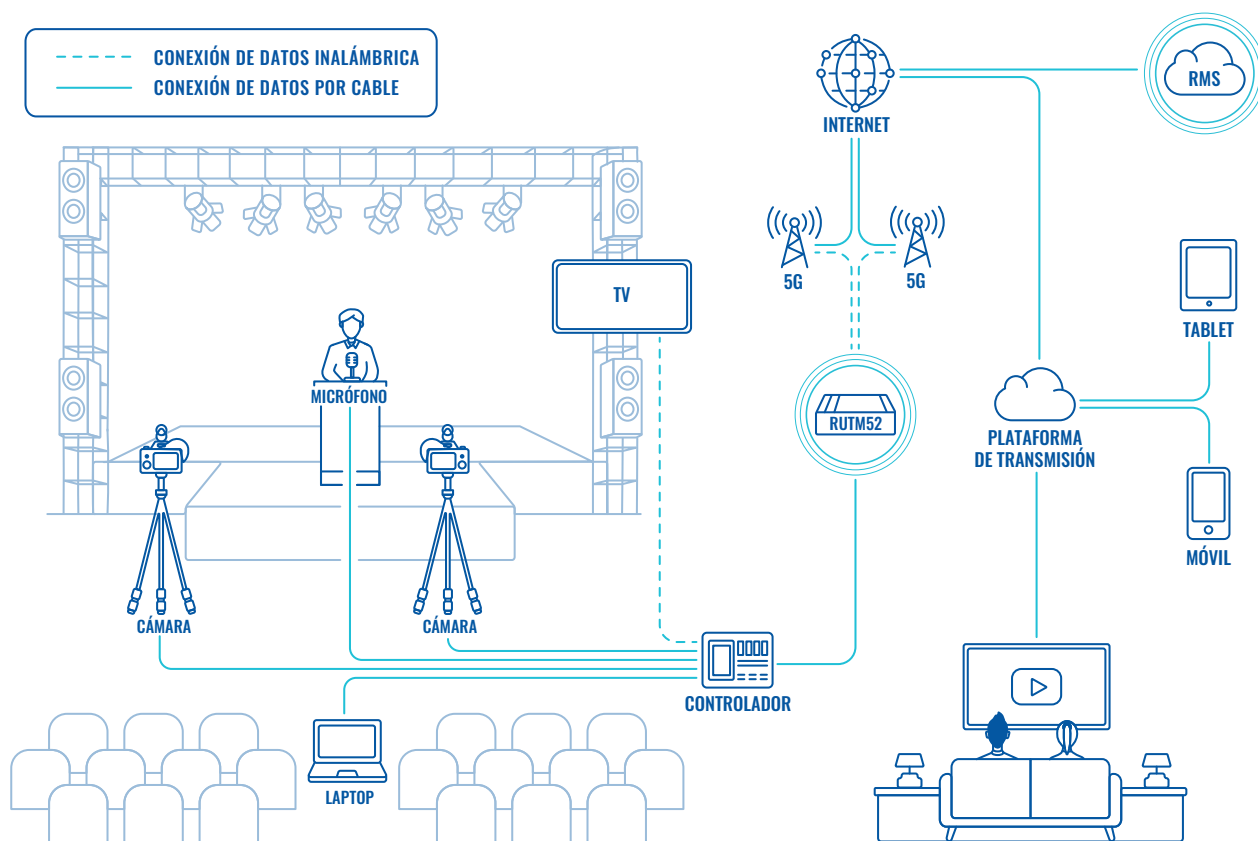 CONEXIÓN DE DATOS INALÁMBRICA
CONEXIÓN DE DATOS POR CABLE
INTERNET
RMS
5G
5G
TV
MICRÓFONO
TABLET
RUTM52
PLATAFORMA
DE TRANSMISIÓN
MÓVIL
CÁMARA
CÁMARA
CONTROLADOR
LAPTOP